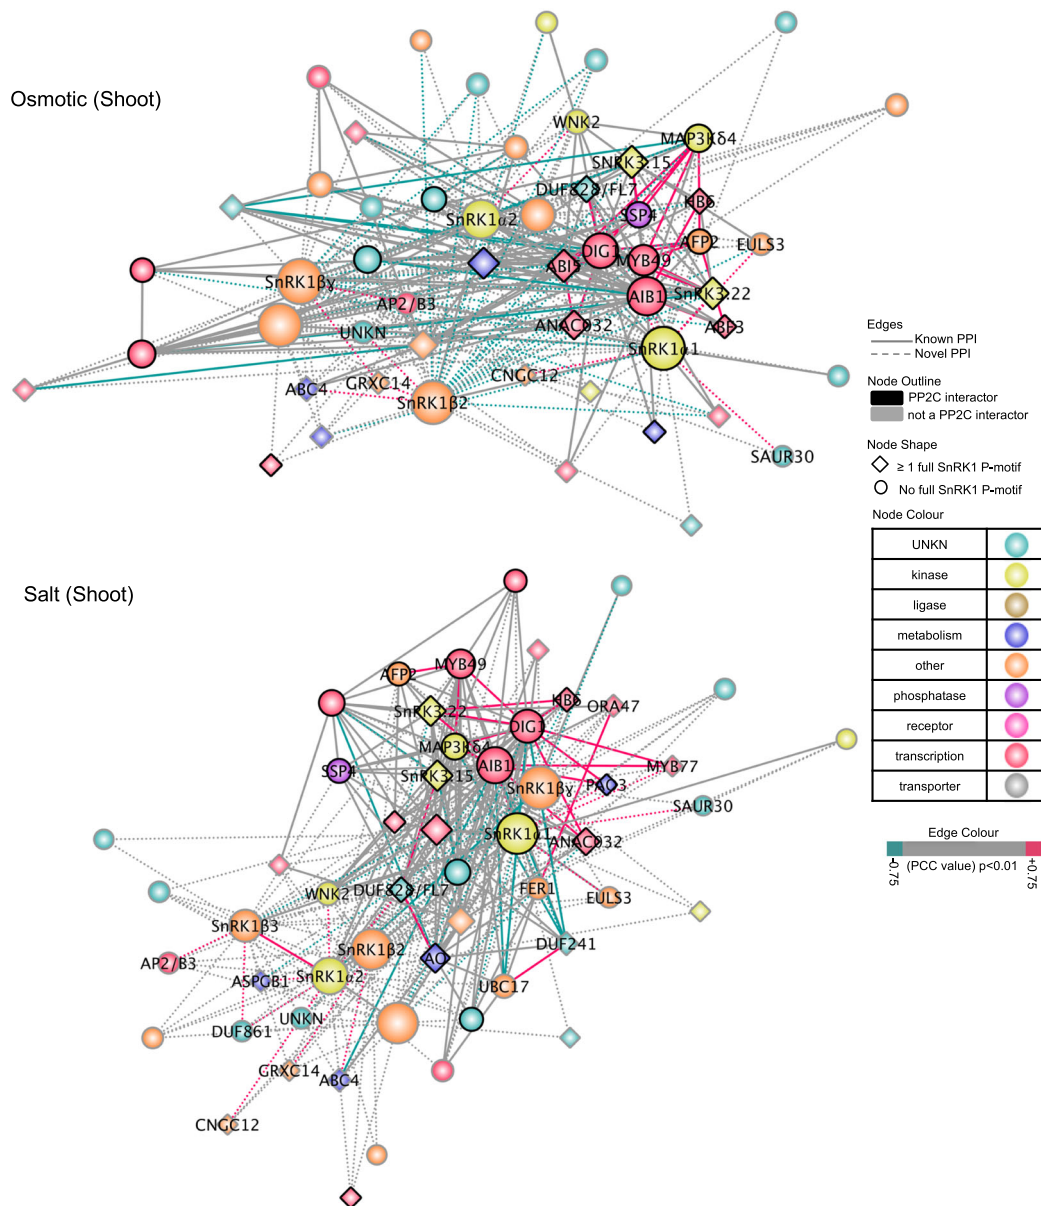 Osmotic (Shoot)
WNK2
MAP3Kδ4
SNRK3.15
DUF828/FL7
HB6
SnRK1α2
SSP4
OIG1
AFP2
EULS3
MYB49
ABI5
SnRK1βγ
AIB1
SnRK3.22
AP2/B3
UNKN
ANAC032
ABF3
SnRK1α1
ABC4
GRXC14
CNGC12
SnRK1β2
SAUR30
Edges
Known PPI
Novel PPI
Node Outline
PP2C interactor
not a PP2C interactor
Node Shape
≥ 1 full SnRK1 P-motif
No full SnRK1 P-motif
Node Colour
UNKN
kinase
ligase
metabolism
other
phosphatase
receptor
transcription
transporter
Edge Colour
-0.75
(PCC value) p<0.01
+0.75
Salt (Shoot)
MYB49
AFP2
SnRK3.22
HB6
ORA47
OIG1
MAP3Kδ4
AIB1
SSP4
SnRK3.15
MYB77
SnRK1βγ
PAO3
SAUR30
SnRK1α1
ANAC032
WNK2
DUF828/FL7
FER1
EULS3
SnRK1β3
SnRK1β2
DUF241
AP2/B3
AO
ASPGB1
SnRK1α2
UBC17
UNKN
DUF861
GRXC14
ABC4
CNGC12